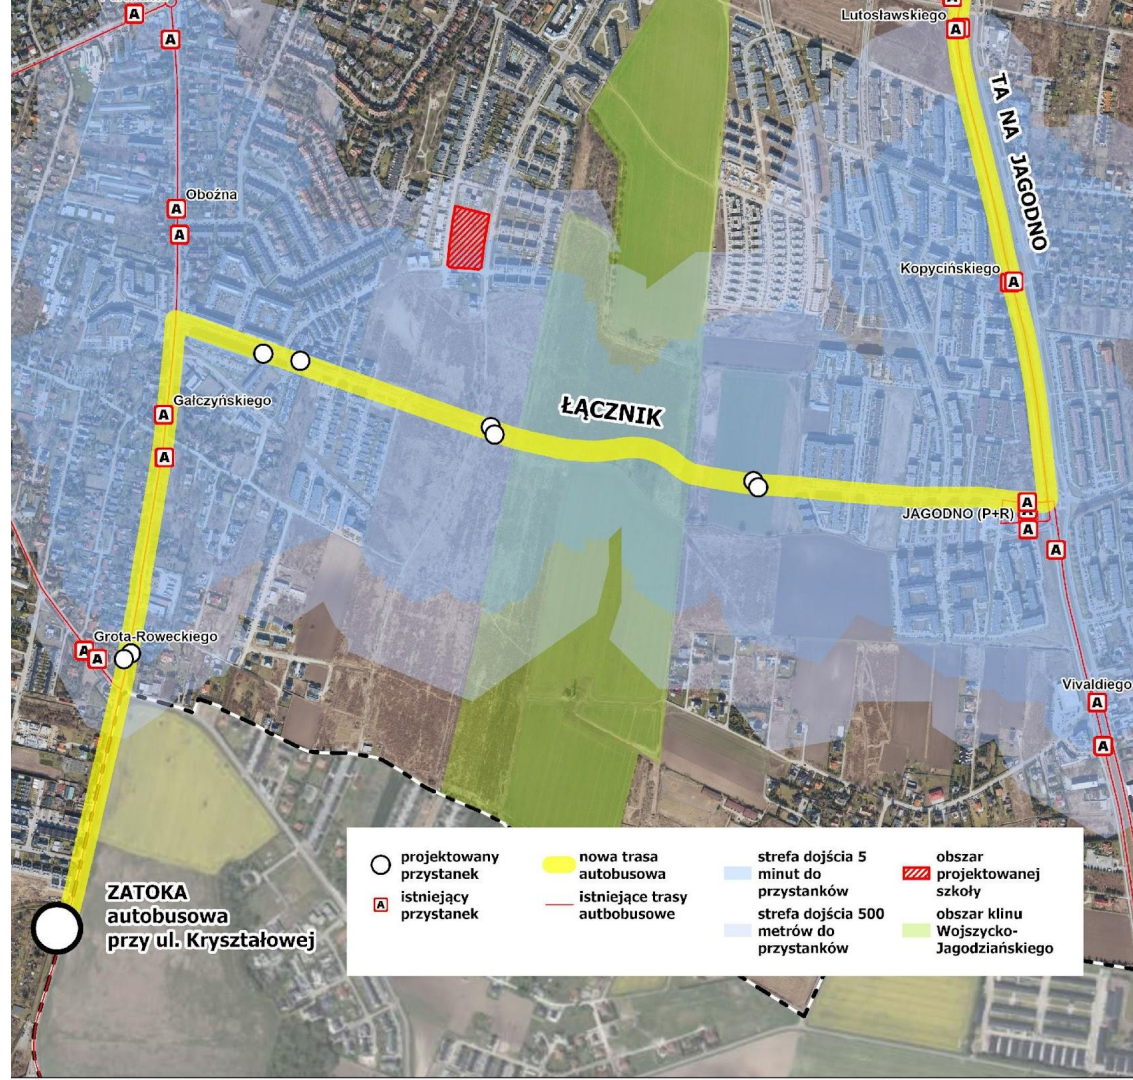 Lutosławskiego
A
A
A
TA NA JAGODNO
Oboźna
A
A
Kopycińskiego
A
Gałczyńskiego
A
A
ŁĄCZNIK
JAGODNO (P+R)
A
A
A
A
Grota-Roweckiego
A
A
Vivaldiego
A
A
ZATOKA
autobusowa
przy ul. Kryształowej
projektowany
przystanek
A
istniejący
przystanek
nowa trasa
autobusowa
istniejące trasy
autbobusowe
strefa dojścia 5
minut do
przystanków
strefa dojścia 500
metrów do
przystanków
obszar
projektowanej
szkoły
obszar klinu
Wojszycko-
Jagodziańskiego